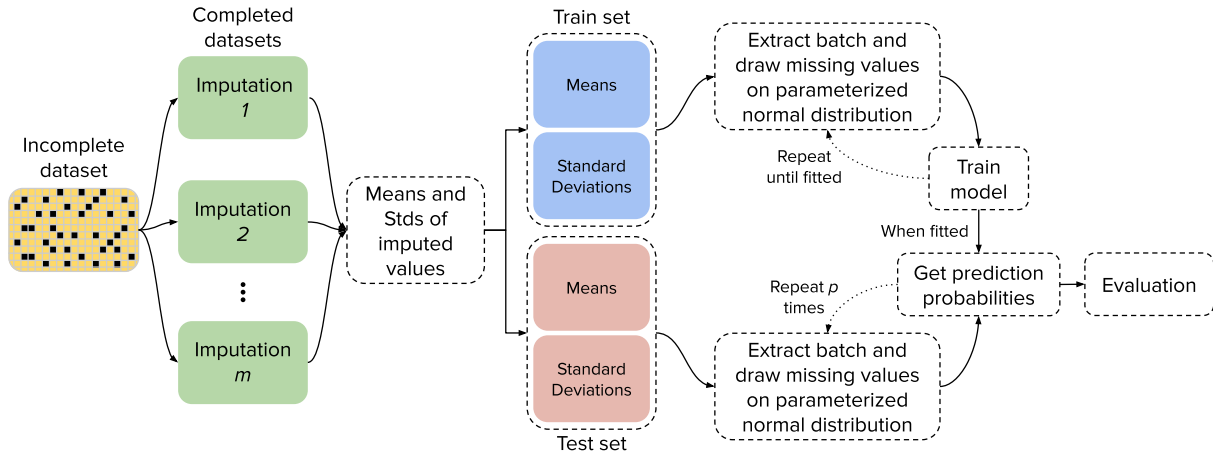 Incomplete
dataset
Completed
datasets
Imputation
1
Imputation
2
Imputation
m
Means and
Stds of
imputed
values
Train set
Means
Standard
Deviations
Means
Standard
Deviations
Test set
Extract batch and
draw missing values
on parameterized
normal distribution
Repeat
until fitted
Train
model
When fitted
Get prediction
probabilities
Evaluation
Repeat p
times
Extract batch and
draw missing values
on parameterized
normal distribution